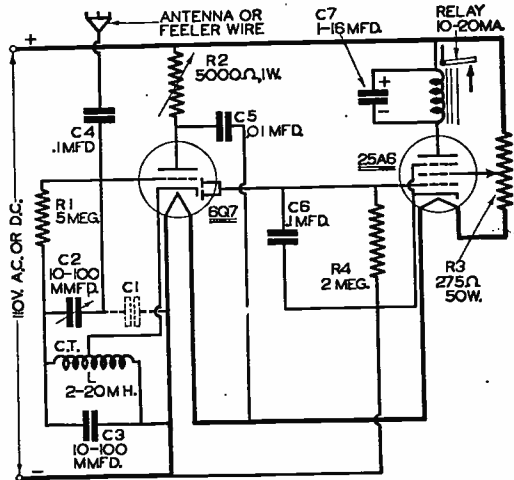 +
ANTENNA OR
FEELER WIRE
C7
1-16 MFD.
RELAY
10-20MA.
R2
5000Ω,1W.
C4
.1MFD
C5
.01 MFD.
+
−
25A6
6Q7
R1
5 MEG.
C6
.1MFD.
R4
2 MEG.
R3
275Ω
50W.
110V. A.C. OR D.C.
C2
10-100
MMFD.
C1
C.T.
L
2-20MH.
C3
10-100
MMFD.
−